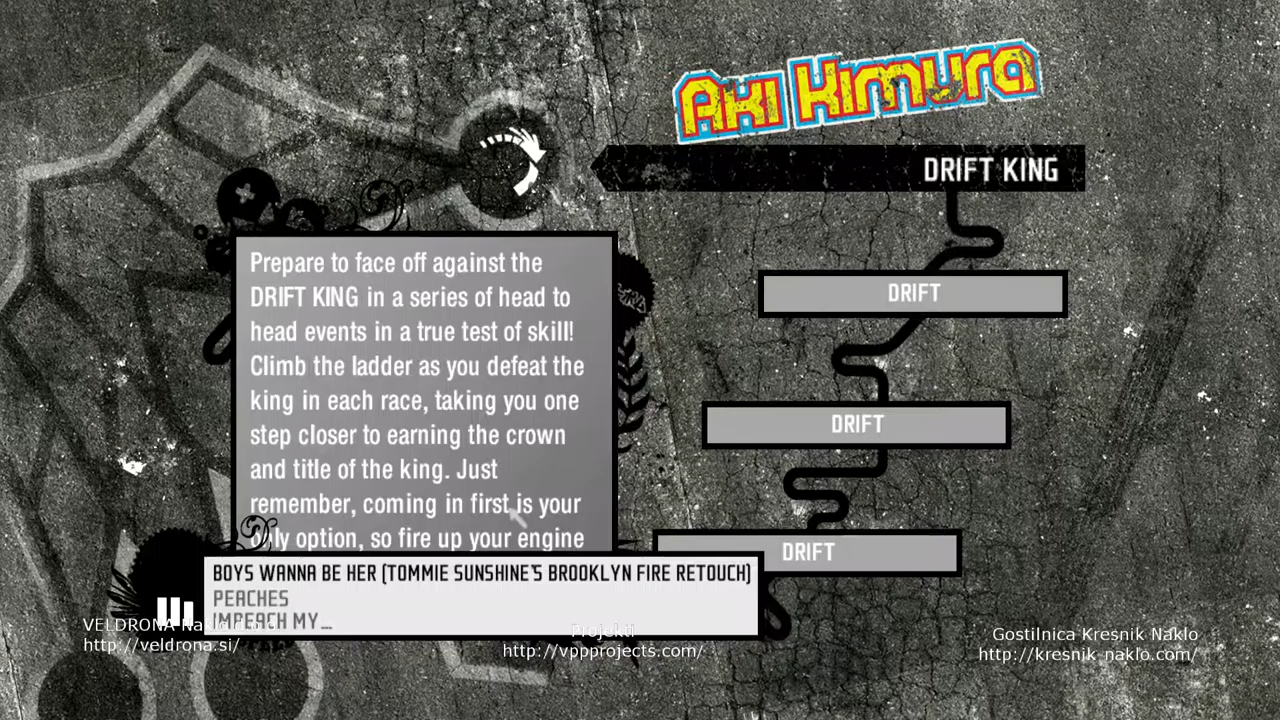 Aki Kimura
DRIFT KING
Prepare to face off against the
DRIFT KING in a series of head to
head events in a true test of skill!
Climb the ladder as you defeat the
king in each race, taking you one
step closer to earning the crown
and title of the king. Just
remember, coming in first is your
only option, so fire up your engine
DRIFT
DRIFT
DRIFT
BOYS WANNA BE HER (TOMMIE SUNSHINE'S BROOKLYN FIRE RETOUCH)
PEACHES
IMPEACH MY...
VELDRONA
http://veldrona.si/
Projekti
http://vppprojects.com/
Gostilnica Kresnik Naklo
http://kresnik-naklo.com/